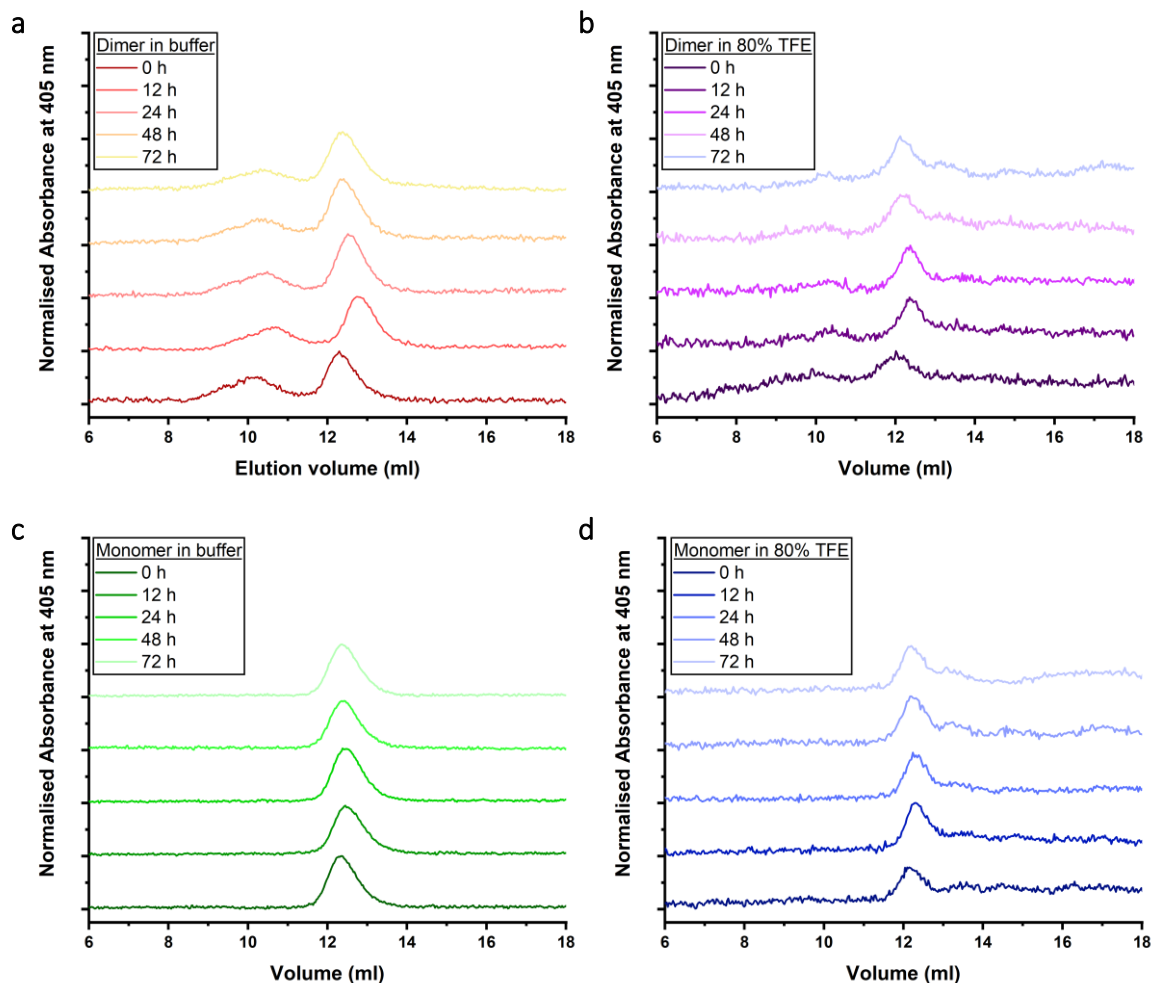 a
Normalised Absorbance at 405 nm
Dimer in buffer
0 h
12 h
24 h
48 h
72 h
6 8 10 12 14 16 18
Elution volume (ml)
b
Normalised Absorbance at 405 nm
Dimer in 80% TFE
0 h
12 h
24 h
48 h
72 h
6 8 10 12 14 16 18
Volume (ml)
c
Normalised Absorbance at 405 nm
Monomer in buffer
0 h
12 h
24 h
48 h
72 h
6 8 10 12 14 16 18
Volume (ml)
d
Normalised Absorbance at 405 nm
Monomer in 80% TFE
0 h
12 h
24 h
48 h
72 h
6 8 10 12 14 16 18
Volume (ml)